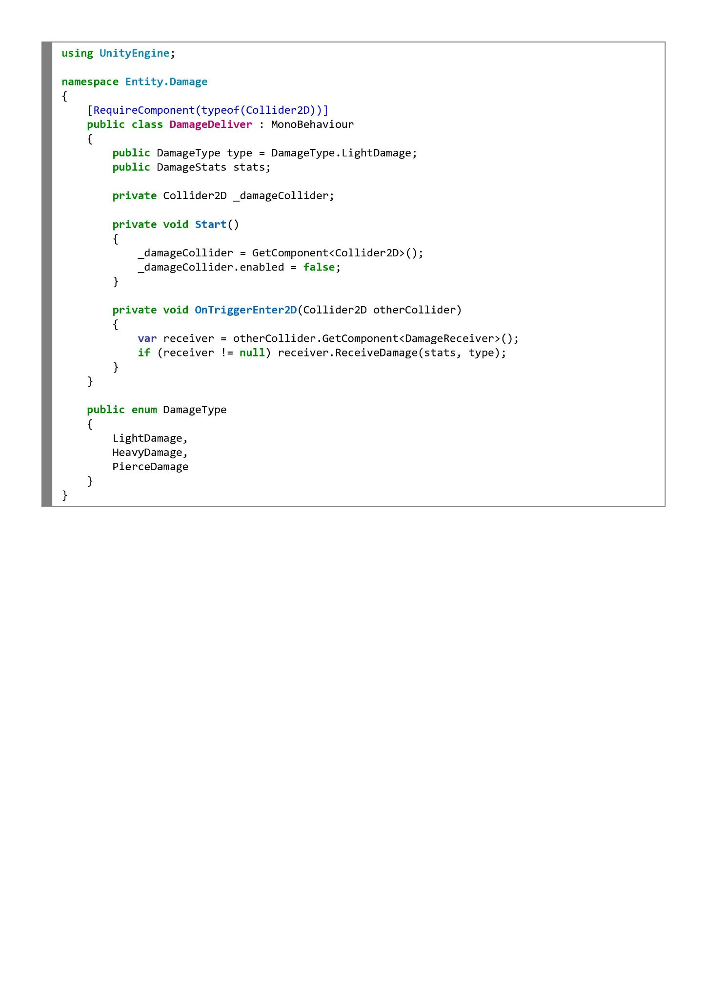 using UnityEngine;

namespace Entity.Damage
{
    [RequireComponent(typeof(Collider2D))]
    public class DamageDeliver : MonoBehaviour
    {
        public DamageType type = DamageType.LightDamage;
        public DamageStats stats;

        private Collider2D _damageCollider;

        private void Start()
        {
            _damageCollider = GetComponent<Collider2D>();
            _damageCollider.enabled = false;
        }

        private void OnTriggerEnter2D(Collider2D otherCollider)
        {
            var receiver = otherCollider.GetComponent<DamageReceiver>();
            if (receiver != null) receiver.ReceiveDamage(stats, type);
        }
    }

    public enum DamageType
    {
        LightDamage,
        HeavyDamage,
        PierceDamage
    }
}